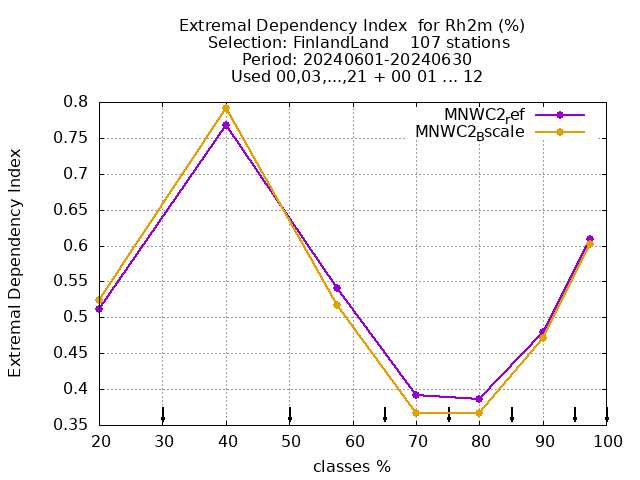 Extremal Dependency Index  for Rh2m (%)
Selection: FinlandLand    107 stations
Period: 20240601-20240630
Used 00,03,...,21 + 00 01 ... 12
MNWC2ref
MNWC2Bscale
Extremal Dependency Index
0.8
0.75
0.7
0.65
0.6
0.55
0.5
0.45
0.4
0.35
20 30 40 50 60 70 80 90 100
classes %